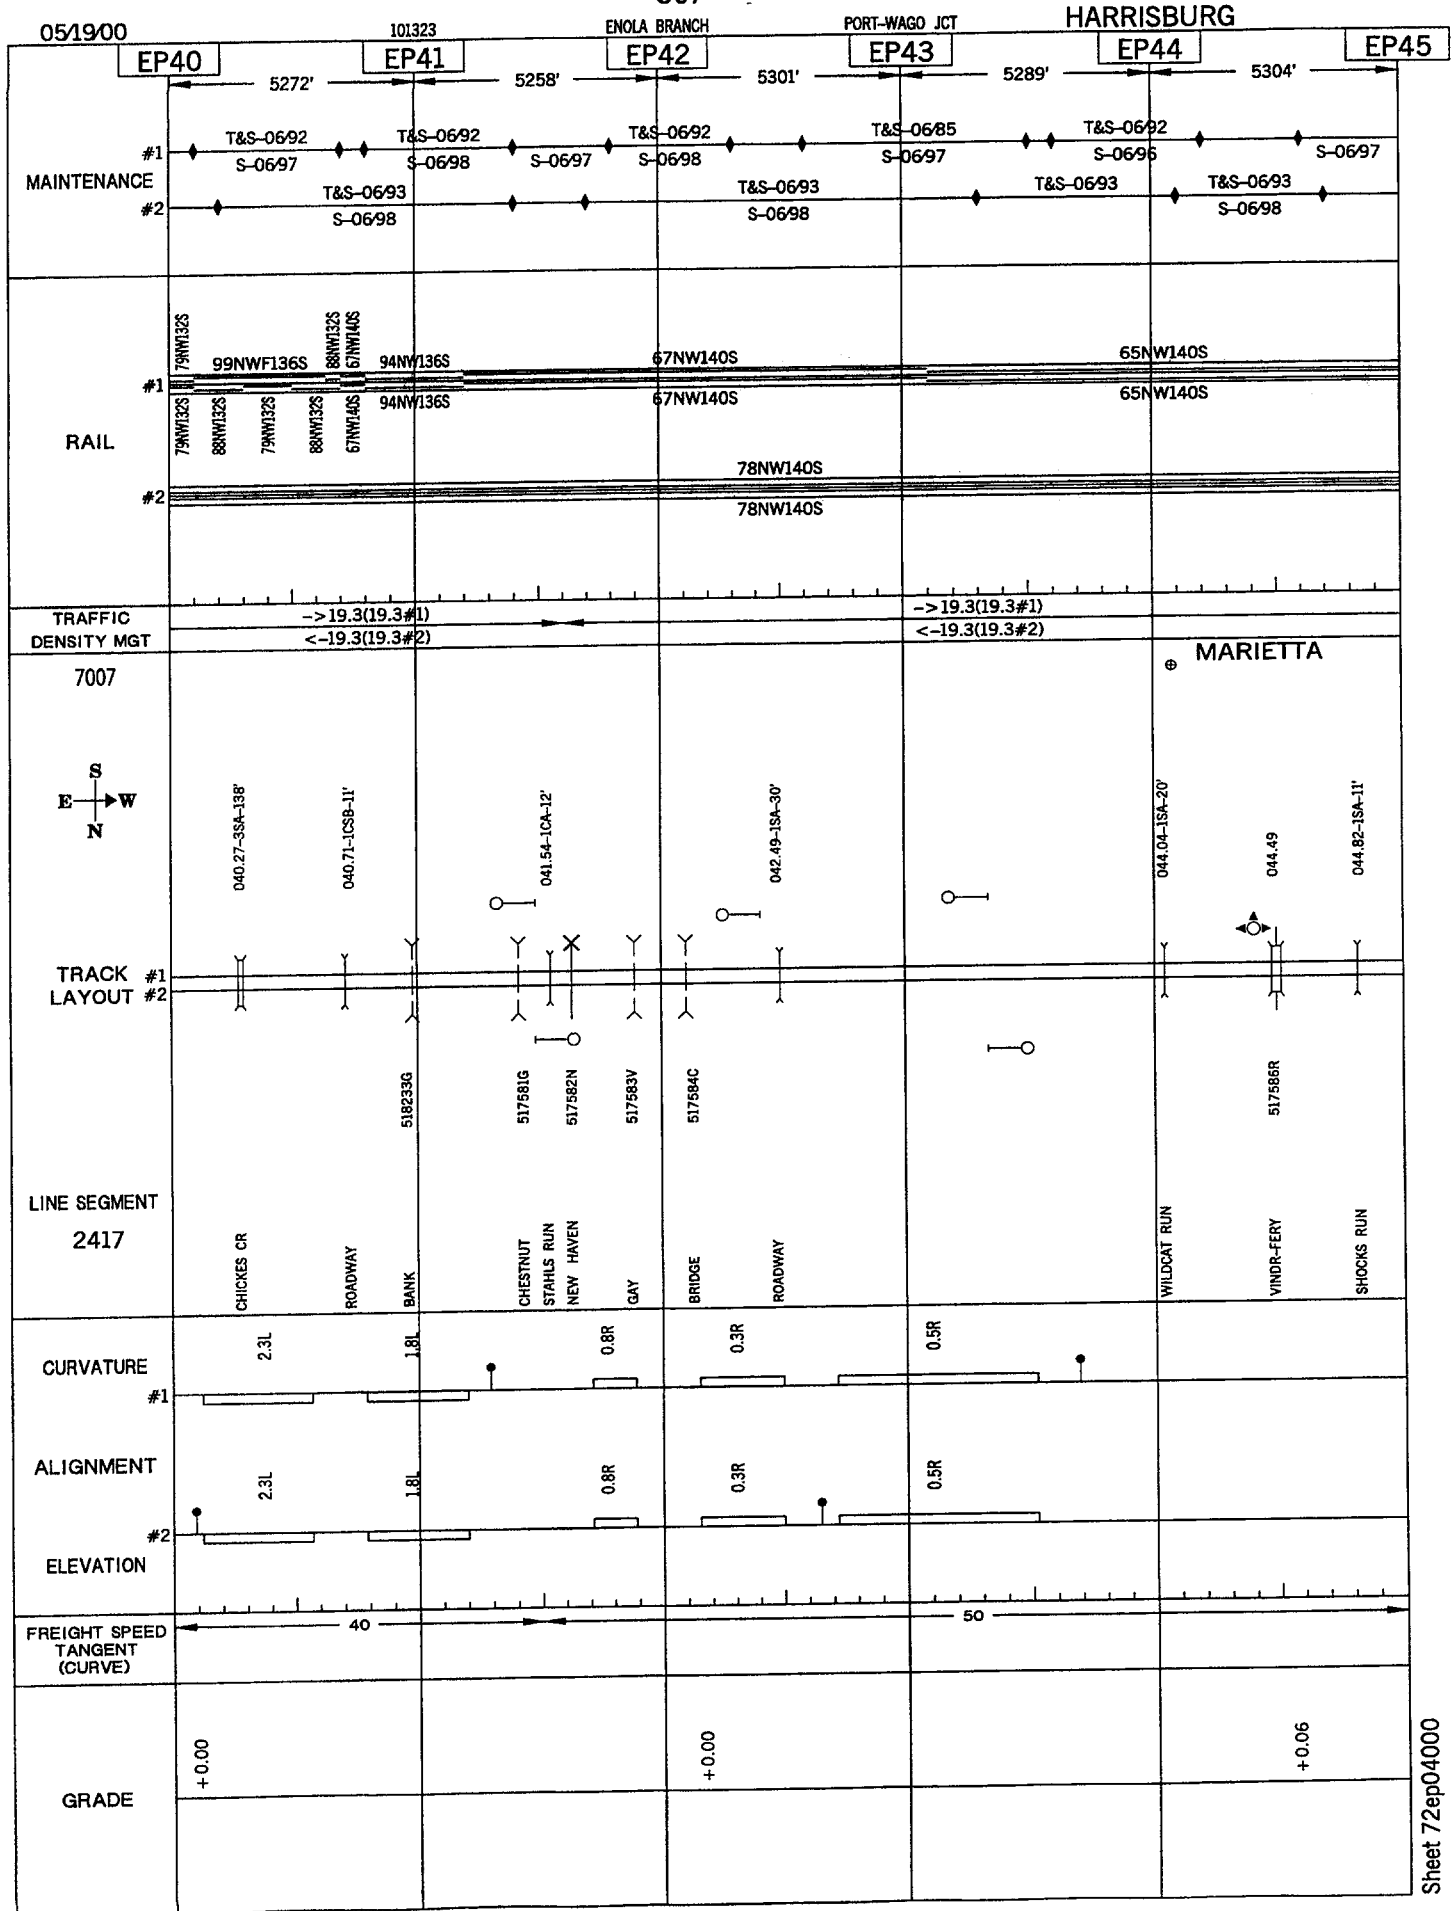 05/19/00 101323 ENOLA BRANCH PORT-WAGO JCT HARRISBURG
EP40 EP41 EP42 EP43 EP44 EP45
5272' 5258' 5301' 5289' 5304'
T&S-06/92 T&S-06/92 T&S-06/92 T&S-06/85 T&S-06/92
#1
S-06/97 S-06/98 S-06/97 S-06/98 S-06/97 S-06/96 S-06/97
MAINTENANCE
T&S-06/93 T&S-06/93 T&S-06/93 T&S-06/93
#2
S-06/98 S-06/98 S-06/98
79NW132S 99NWF136S 88NW132S 67NW140S 94NW136S 67NW140S 65NW140S
#1
79NW132S 88NW132S 79NW132S 88NW132S 67NW140S 94NW136S 67NW140S 65NW140S
RAIL
78NW140S
#2
78NW140S
TRAFFIC
DENSITY MGT
->19.3(19.3#1) ->19.3(19.3#1)
<-19.3(19.3#2) <-19.3(19.3#2)
7007
MARIETTA
S
E W
N
040.27-3SA-138' 040.71-1CSB-11' 041.54-1CA-12' 042.49-1SA-30' 044.04-1SA-20' 044.49 044.82-1SA-11'
TRACK #1
LAYOUT #2
518233G 517581G 517582N 517583V 517584C 517586R
LINE SEGMENT
2417
CHICKES CR ROADWAY BANK CHESTNUT STAHLS RUN NEW HAVEN GAY BRIDGE ROADWAY WILDCAT RUN VINDR-FERY SHOCKS RUN
CURVATURE
2.3L 1.8L 0.8R 0.3R 0.5R
#1
ALIGNMENT
2.3L 1.8L 0.8R 0.3R 0.5R
#2
ELEVATION
FREIGHT SPEED
TANGENT
(CURVE)
40 50
GRADE
+0.00 +0.00 +0.06
Sheet 72ep04000